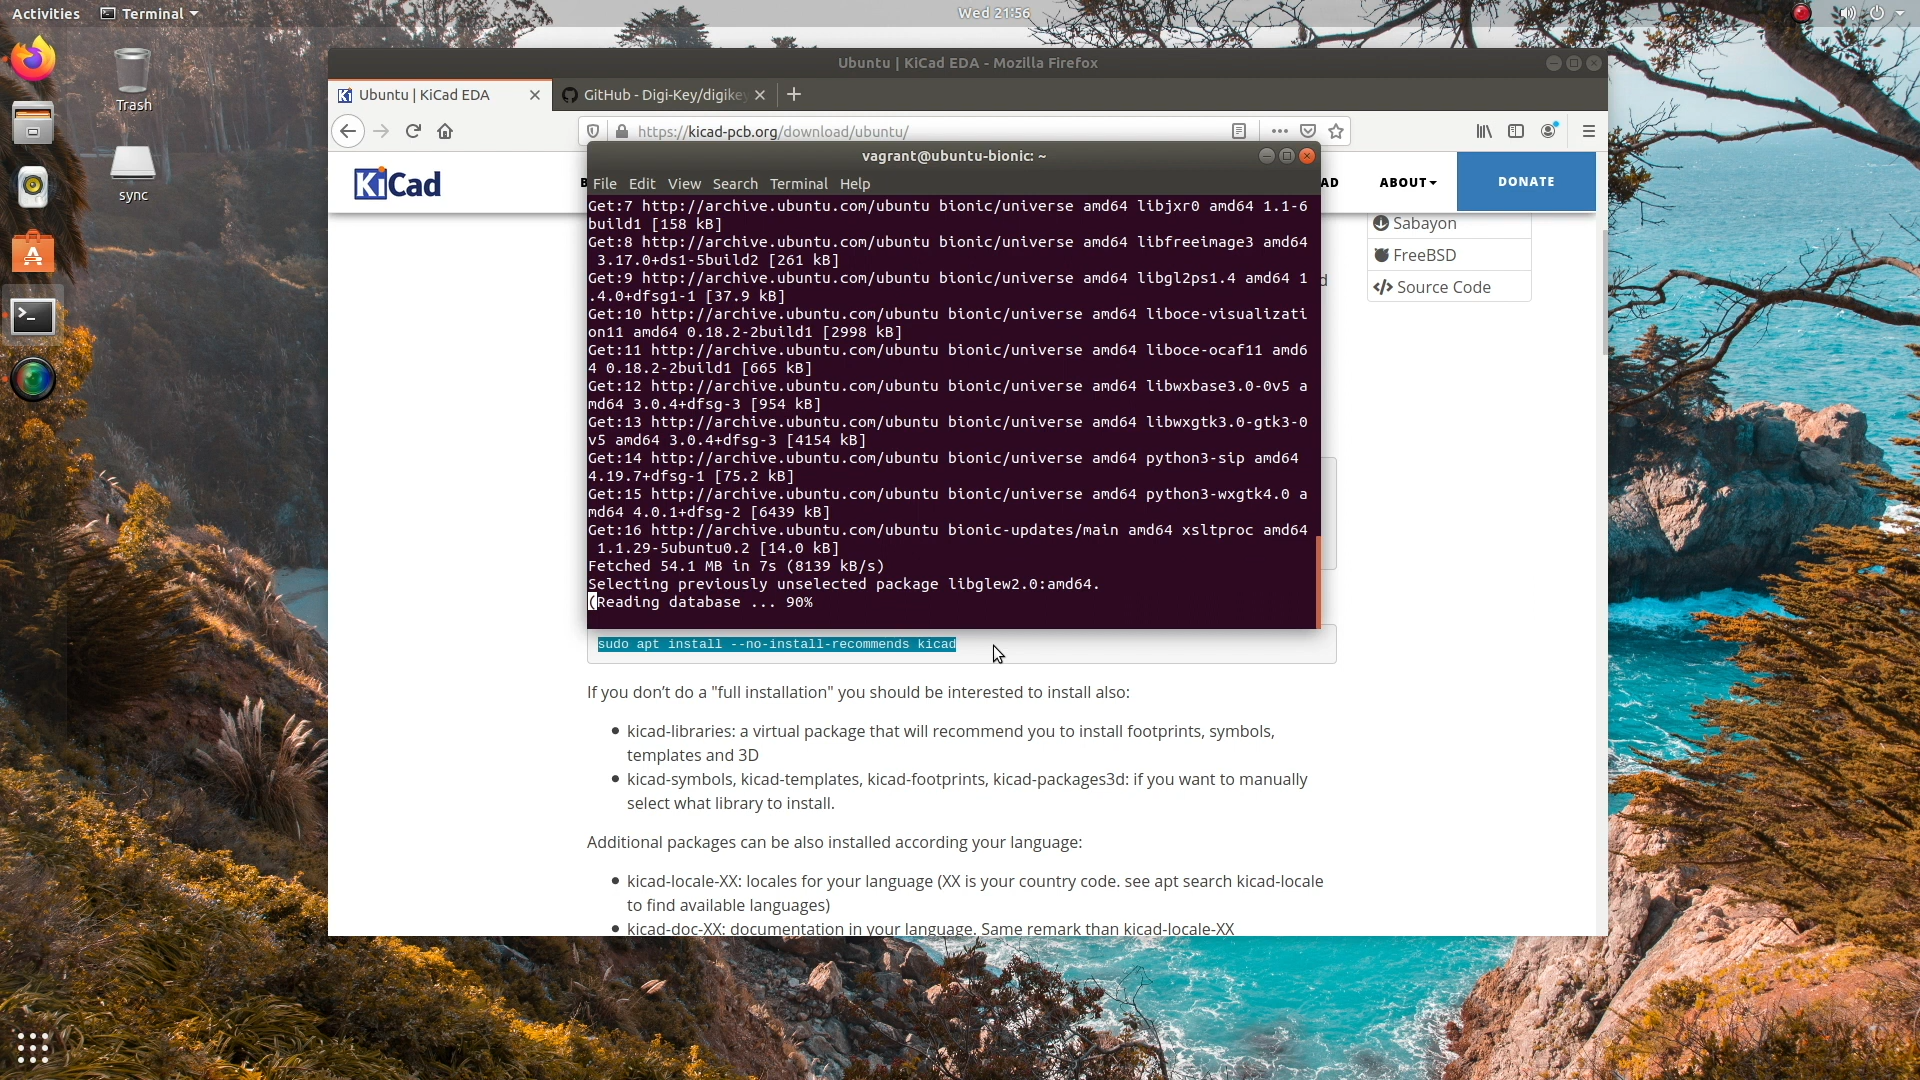 Activities
Terminal
Wed 21:56
Trash
sync
Ubuntu | KiCad EDA - Mozilla Firefox
Ubuntu | KiCad EDA
GitHub - Digi-Key/digikey
https://kicad-pcb.org/download/ubuntu/
KiCad
B
AD
ABOUT
DONATE
vagrant@ubuntu-bionic: ~
File Edit View Search Terminal Help
Get:7 http://archive.ubuntu.com/ubuntu bionic/universe amd64 libjxr0 amd64 1.1-6
build1 [158 kB]
Get:8 http://archive.ubuntu.com/ubuntu bionic/universe amd64 libfreeimage3 amd64
3.17.0+ds1-5build2 [261 kB]
Get:9 http://archive.ubuntu.com/ubuntu bionic/universe amd64 libgl2ps1.4 amd64 1
.4.0+dfsg1-1 [37.9 kB]
Get:10 http://archive.ubuntu.com/ubuntu bionic/universe amd64 liboce-visualizati
on11 amd64 0.18.2-2build1 [2998 kB]
Get:11 http://archive.ubuntu.com/ubuntu bionic/universe amd64 liboce-ocaf11 amd6
4 0.18.2-2build1 [665 kB]
Get:12 http://archive.ubuntu.com/ubuntu bionic/universe amd64 libwxbase3.0-0v5 a
md64 3.0.4+dfsg-3 [954 kB]
Get:13 http://archive.ubuntu.com/ubuntu bionic/universe amd64 libwxgtk3.0-gtk3-0
v5 amd64 3.0.4+dfsg-3 [4154 kB]
Get:14 http://archive.ubuntu.com/ubuntu bionic/universe amd64 python3-sip amd64
4.19.7+dfsg-1 [75.2 kB]
Get:15 http://archive.ubuntu.com/ubuntu bionic/universe amd64 python3-wxgtk4.0 a
md64 4.0.1+dfsg-2 [6439 kB]
Get:16 http://archive.ubuntu.com/ubuntu bionic-updates/main amd64 xsltproc amd64
1.1.29-5ubuntu0.2 [14.0 kB]
Fetched 54.1 MB in 7s (8139 kB/s)
Selecting previously unselected package libglew2.0:amd64.
(Reading database ... 90%
d
Sabayon
FreeBSD
Source Code
sudo apt install --no-install-recommends kicad
If you don’t do a "full installation" you should be interested to install also:
• kicad-libraries: a virtual package that will recommend you to install footprints, symbols,
templates and 3D
• kicad-symbols, kicad-templates, kicad-footprints, kicad-packages3d: if you want to manually
select what library to install.
Additional packages can be also installed according your language:
• kicad-locale-XX: locales for your language (XX is your country code. see apt search kicad-locale
to find available languages)
• kicad-doc-XX: documentation in your language. Same remark than kicad-locale-XX